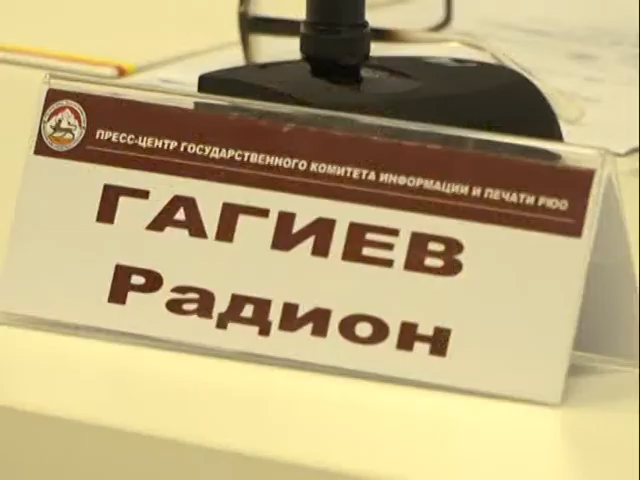 ПРЕСС-ЦЕНТР ГОСУДАРСТВЕННОГО КОМИТЕТА ИНФОРМАЦИИ И ПЕЧАТИ РЮО
ГАГИЕВ
Радион